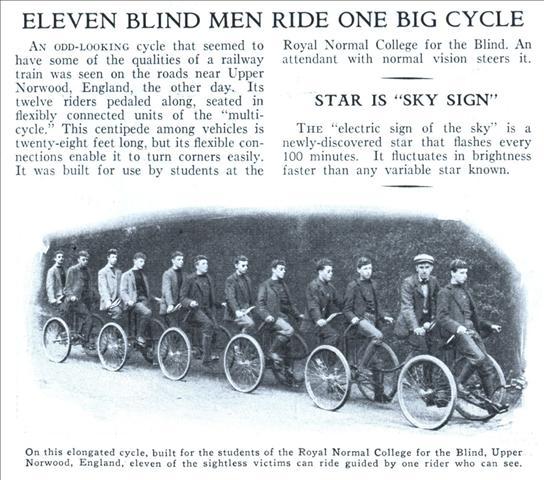 ELEVEN BLIND MEN RIDE ONE BIG CYCLE
AN ODD-LOOKING cycle that seemed to
have some of the qualities of a railway
train was seen on the roads near Upper
Norwood, England, the other day. Its
twelve riders pedaled along, seated in
flexibly connected units of the "multi-
cycle." This centipede among vehicles is
twenty-eight feet long, but its flexible con-
nections enable it to turn corners easily.
It was built for use by students at the
Royal Normal College for the Blind. An
attendant with normal vision steers it.
STAR IS "SKY SIGN"
THE "electric sign of the sky" is a
newly-discovered star that flashes every
100 minutes. It fluctuates in brightness
faster than any variable star known.
On this elongated cycle, built for the students of the Royal Normal College for the Blind, Upper
Norwood, England, eleven of the sightless victims can ride guided by one rider who can see.